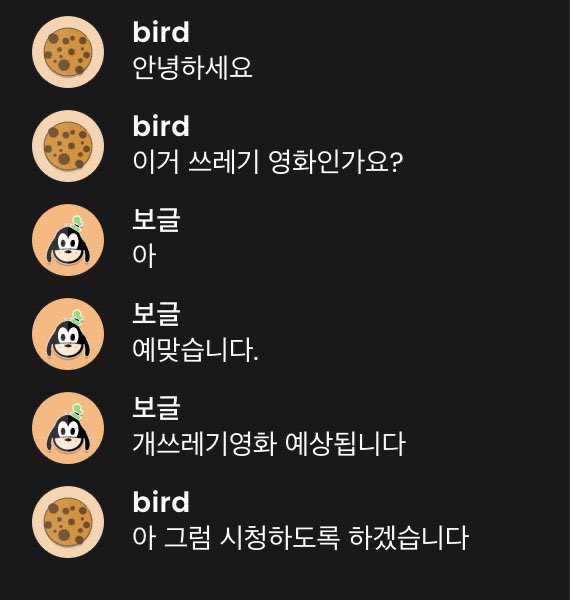 bird
안녕하세요
bird
이거 쓰레기 영화인가요?
보글
아
보글
예맞습니다.
보글
개쓰레기영화 예상됩니다
bird
아 그럼 시청하도록 하겠습니다